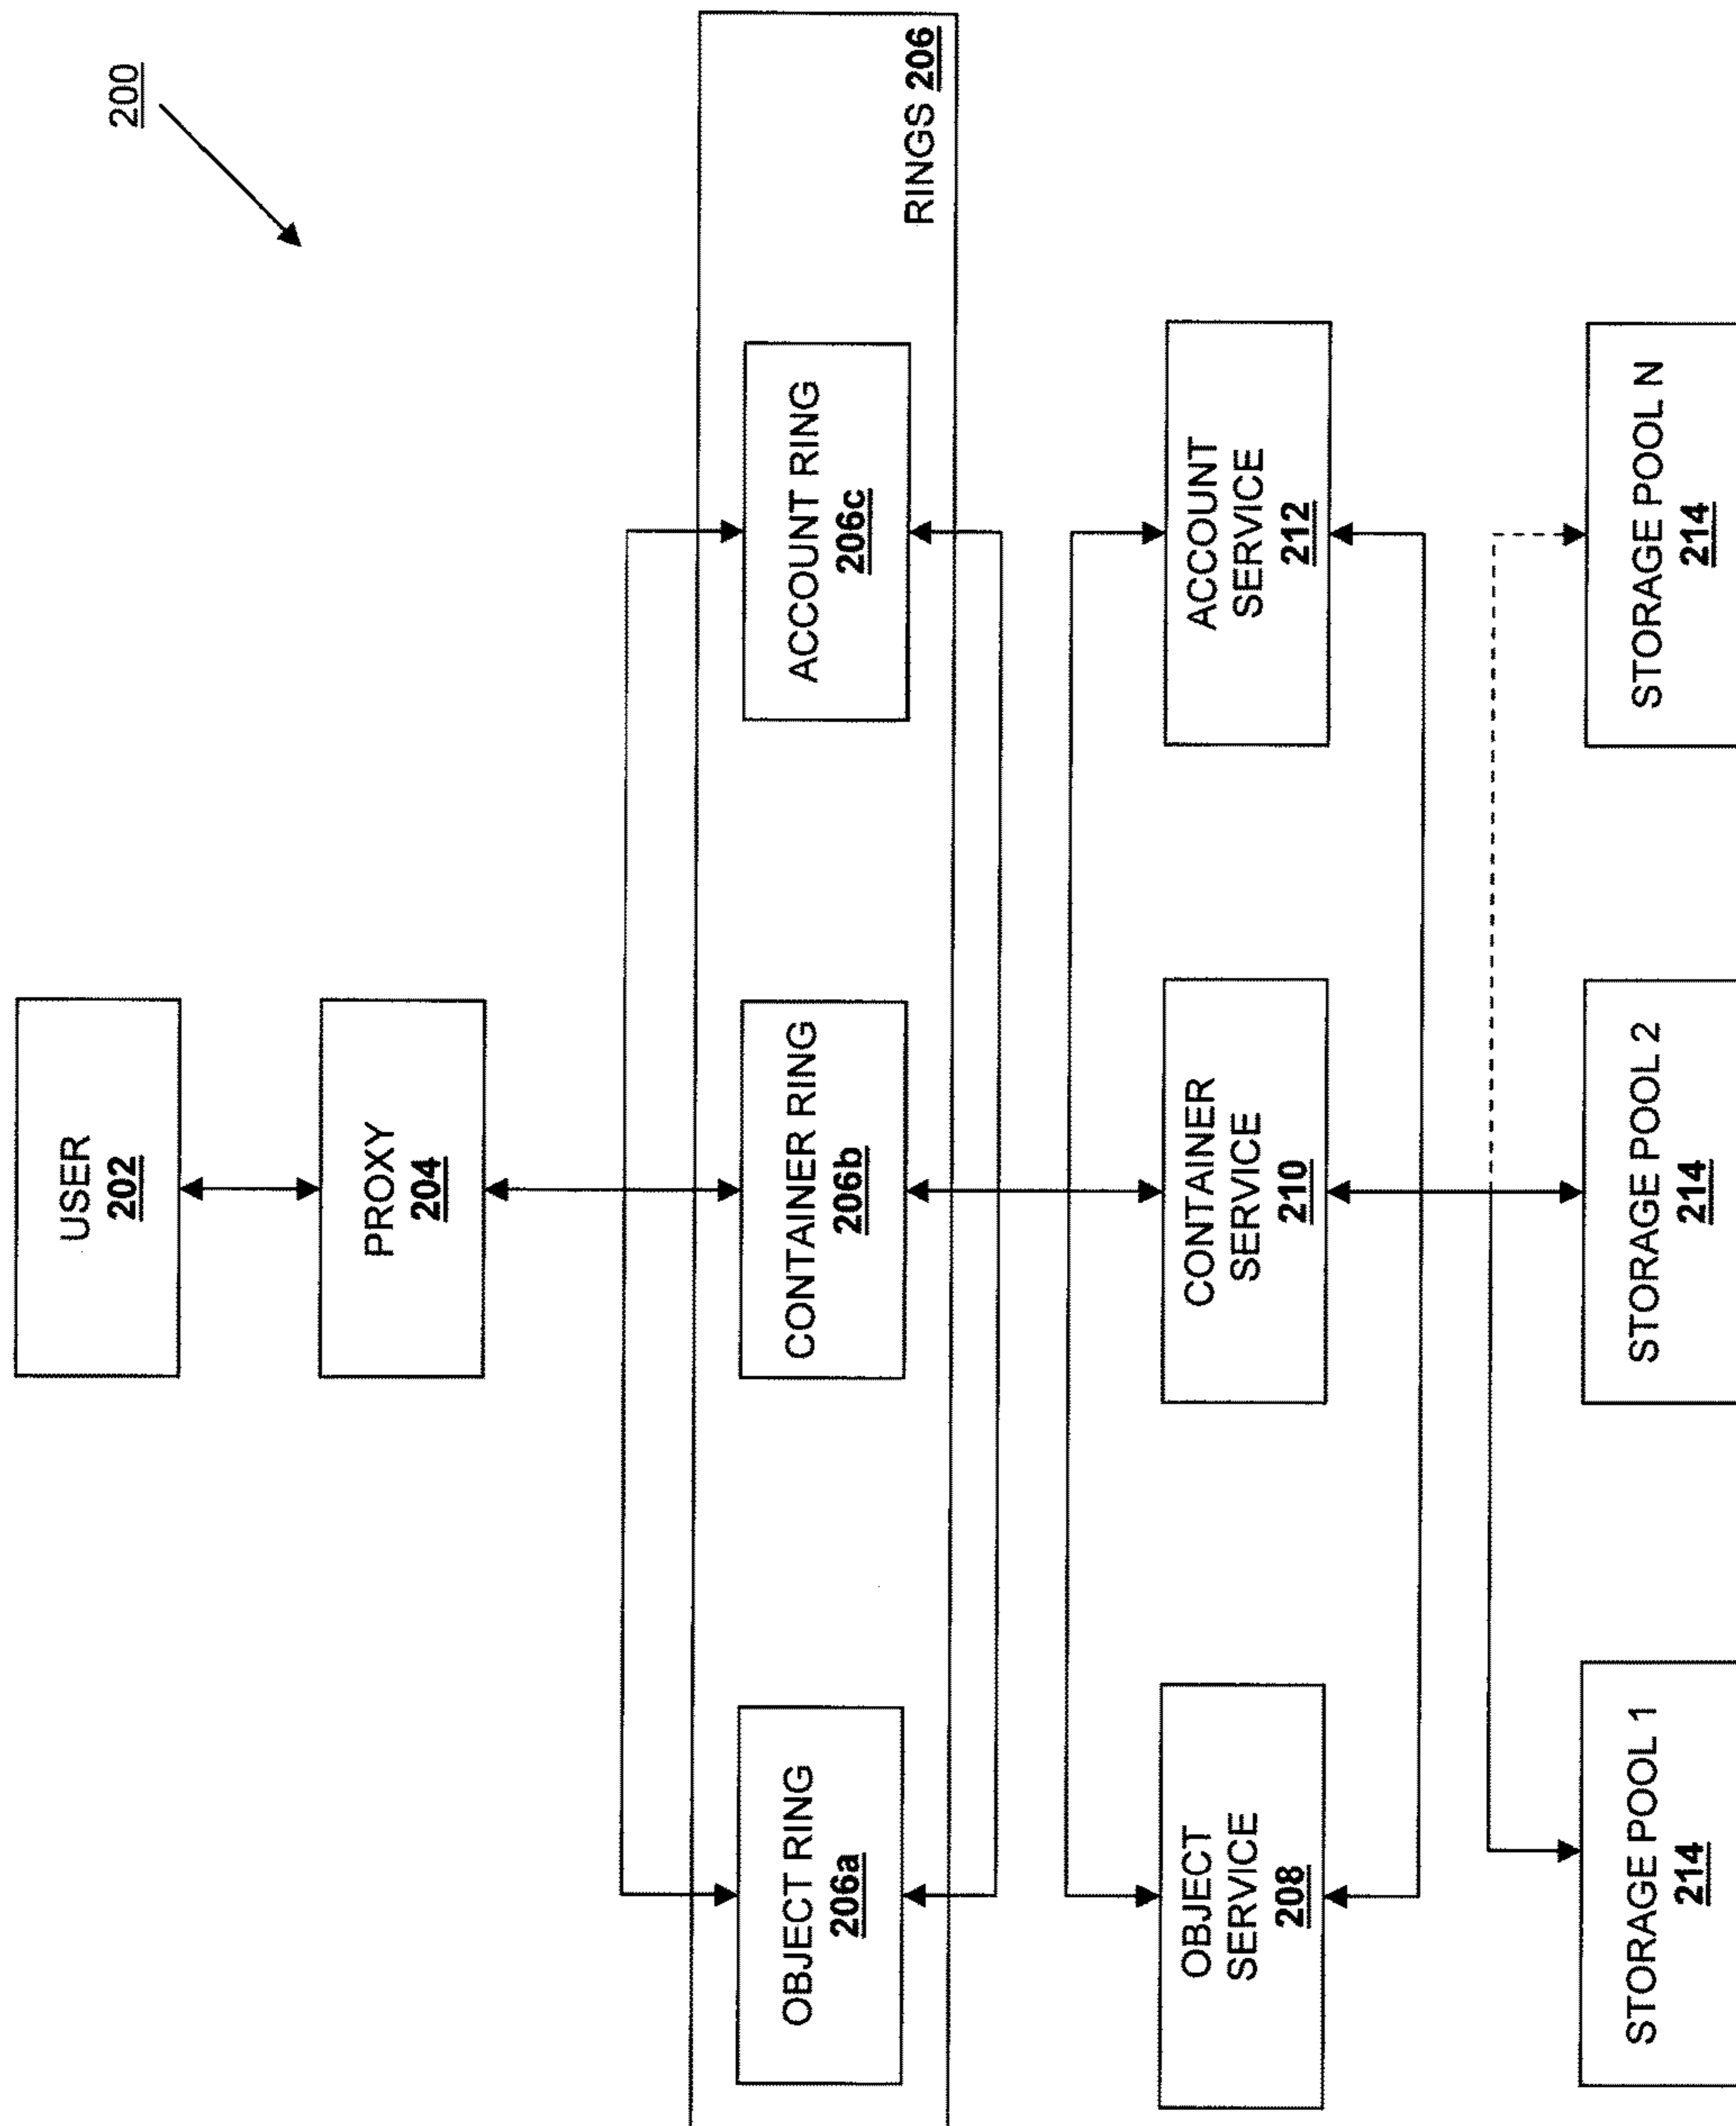 200
USER
202
PROXY
204
RINGS 206
OBJECT RING
206a
CONTAINER RING
206b
ACCOUNT RING
206c
OBJECT
SERVICE
208
CONTAINER
SERVICE
210
ACCOUNT
SERVICE
212
STORAGE POOL 1
214
STORAGE POOL 2
214
STORAGE POOL N
214